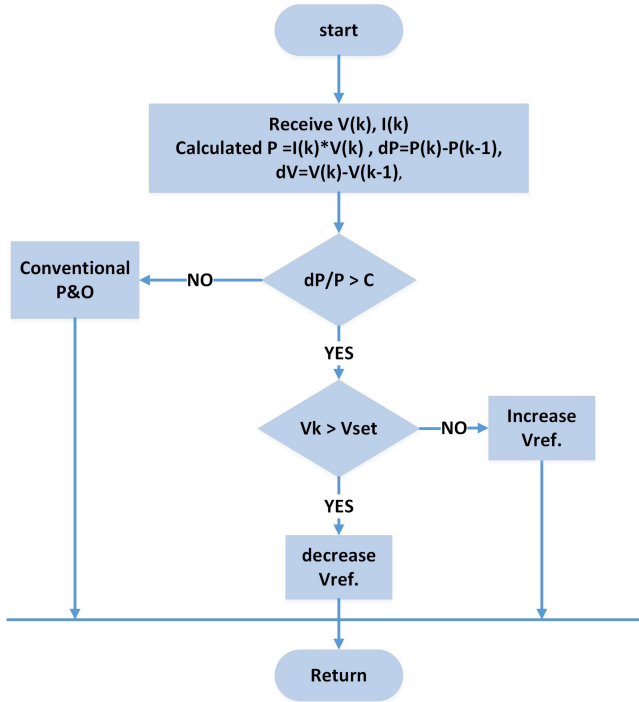 start
Receive V(k), I(k)
Calculated P =I(k)*V(k) , dP=P(k)-P(k-1),
dV=V(k)-V(k-1),
Conventional
P&O
NO
dP/P > C
YES
Vk > Vset
NO
Increase
Vref.
YES
decrease
Vref.
Return